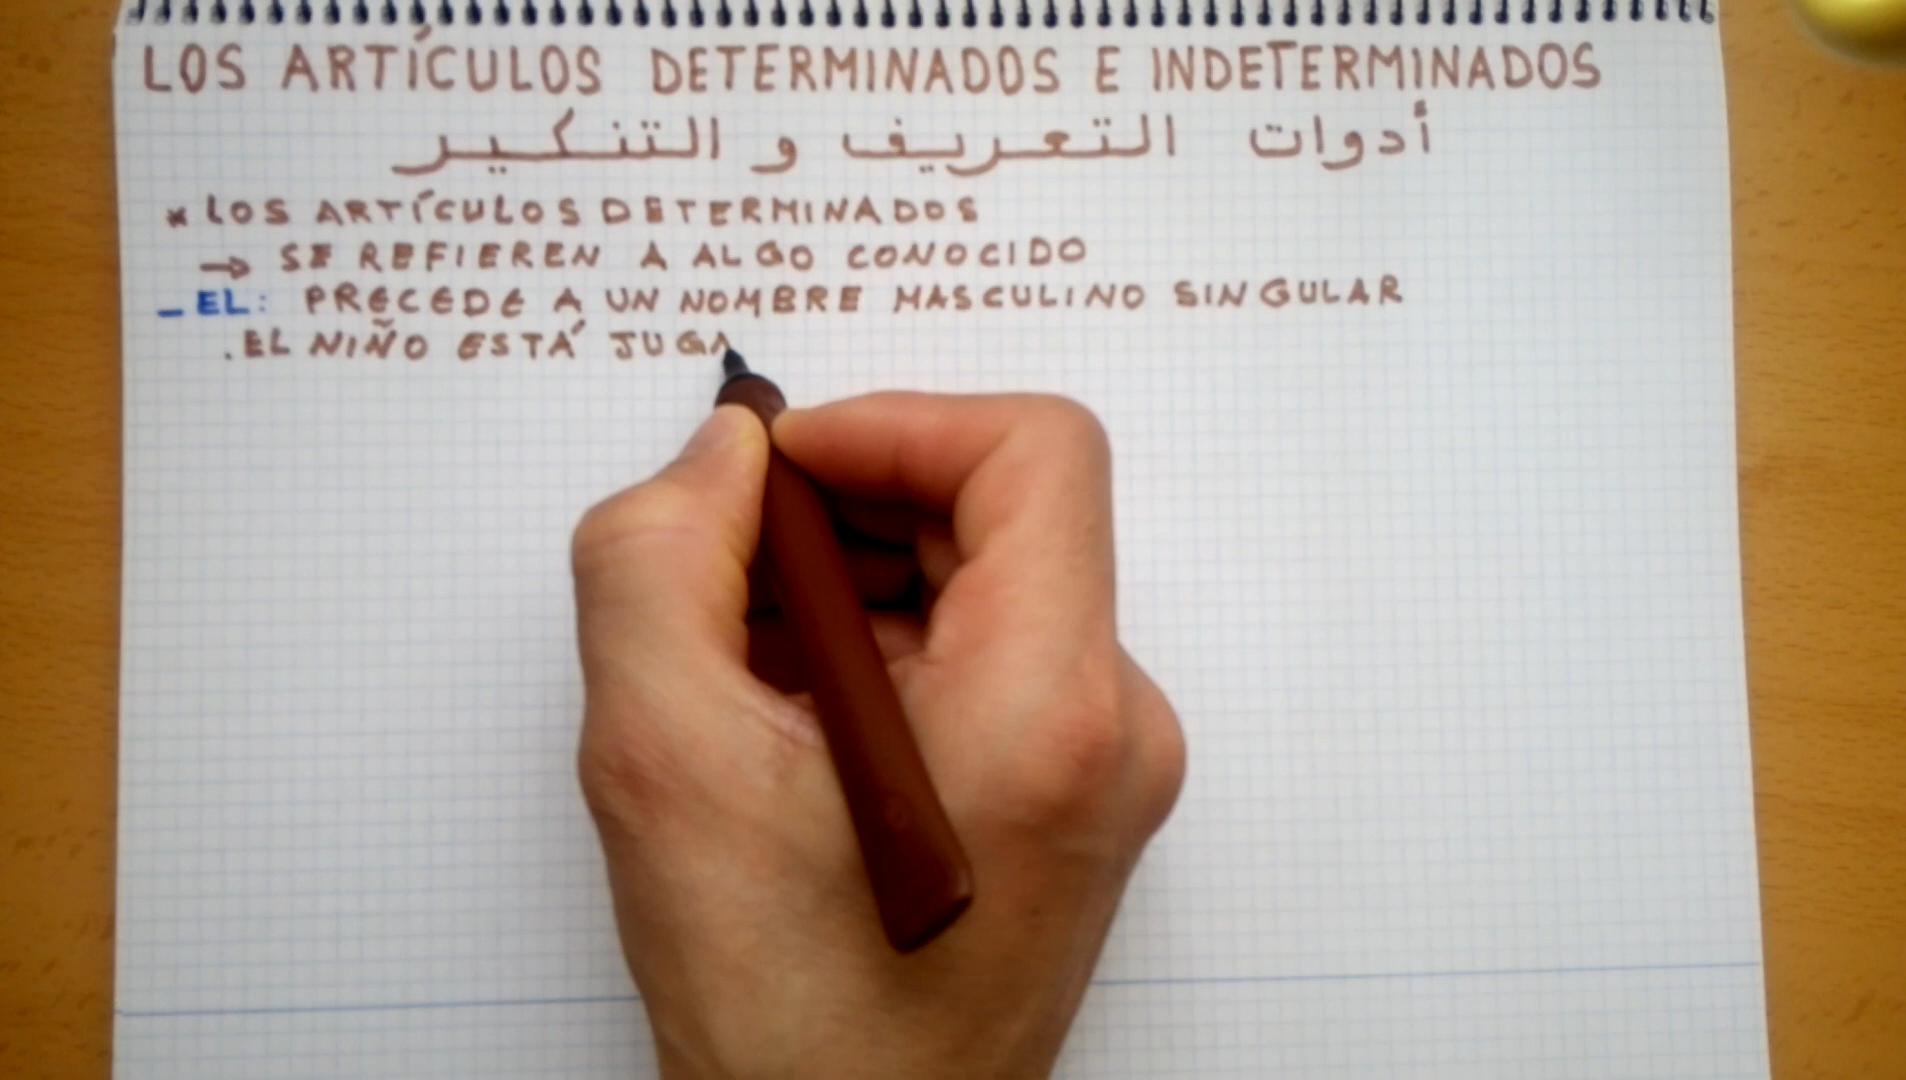 LOS ARTÍCULOS DETERMINADOS E INDETERMINADOS
أدوات التعريف و التنكير
* LOS ARTÍCULOS DETERMINADOS
→ SE REFIEREN A ALGO CONOCIDO
- EL: PRECEDE A UN NOMBRE MASCULINO SINGULAR
. EL NIÑO ESTÁ JUGA